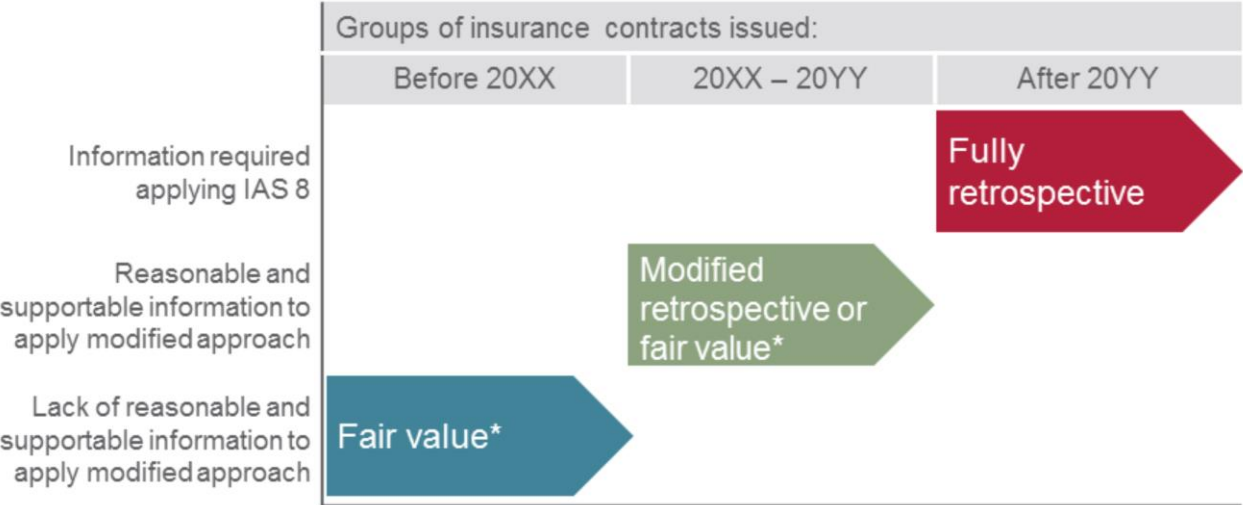 Groups of insurance contracts issued:
Before 20XX
20XX – 20YY
After 20YY
Information required
applying IAS 8
Fully
retrospective
Reasonable and
supportable information to
apply modified approach
Modified
retrospective or
fair value*
Lack of reasonable and
supportable information to
apply modified approach
Fair value*